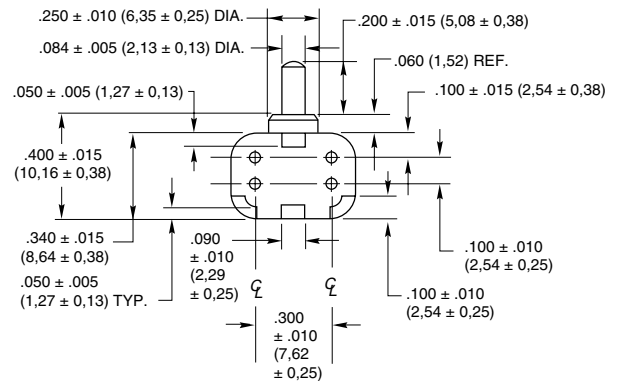 .250 ± .010 (6,35 ± 0,25) DIA.
.200 ± .015 (5,08 ± 0,38)
.084 ± .005 (2,13 ± 0,13) DIA.
.060 (1,52) REF.
.050 ± .005 (1,27 ± 0,13)
.100 ± .015 (2,54 ± 0,38)
.400 ± .015
(10,16 ± 0,38)
.340 ± .015
(8,64 ± 0,38)
.050 ± .005
(1,27 ± 0,13) TYP.
.090
± .010
(2,29
± 0,25)
℄
℄
.100 ± .010
(2,54 ± 0,25)
.100 ± .010
(2,54 ± 0,25)
.300
± .010
(7,62
± 0,25)